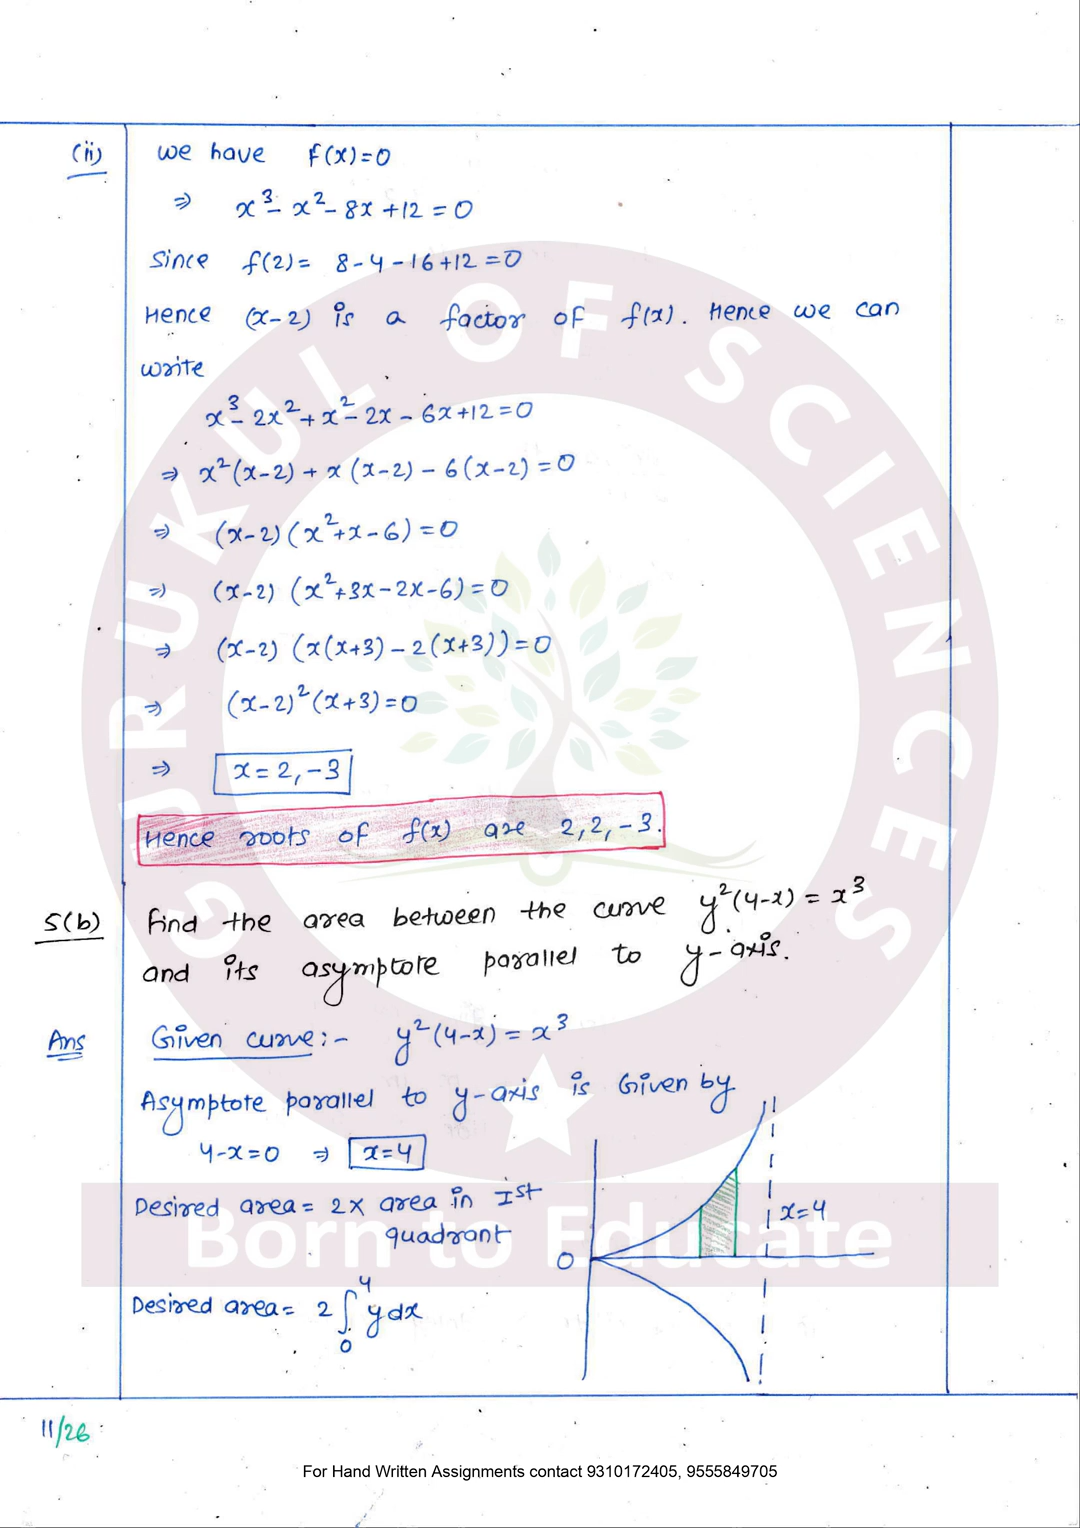 (ii) we have f(x)=0
⇒ x³- x²- 8x +12 = 0
Since f(2)= 8-4-16+12 =0
Hence (x-2) is a factor of f(x). Hence we can
write
x³- 2x²+ x²- 2x - 6x+12=0
⇒ x²(x-2) + x(x-2) - 6(x-2) = 0
⇒ (x-2)(x²+x-6)=0
⇒ (x-2) (x²+3x-2x-6)=0
⇒ (x-2) (x(x+3) - 2(x+3))=0
⇒ (x-2)²(x+3)=0
⇒ x=2,-3
Hence roots of f(x) are 2,2,-3.
5(b) find the area between the curve y²(4-x) = x³
and its asymptote parallel to y-axis.
Ans Given curve:- y²(4-x) = x³
Asymptote parallel to y-axis is Given by
4-x=0 ⇒ x=4
Desired area= 2x area in Ist
quadrant
x=4
O
Desired area= 2∫₀⁴ydx
11/26
GURUKUL OF SCIENCE
Born to Educate
For Hand Written Assignments contact 9310172405, 9555849705